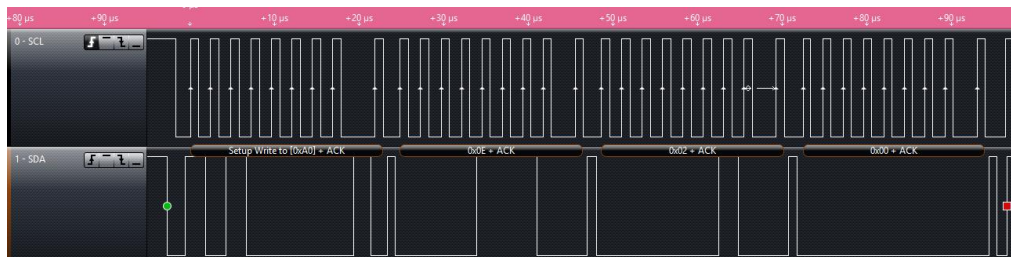 +80 µs +90 µs +10 µs +20 µs +30 µs +40 µs +50 µs +60 µs +70 µs +80 µs +90 µs
0 - SCL
1 - SDA
Setup Write to [0xA0] + ACK
0x0E + ACK
0x02 + ACK
0x00 + ACK